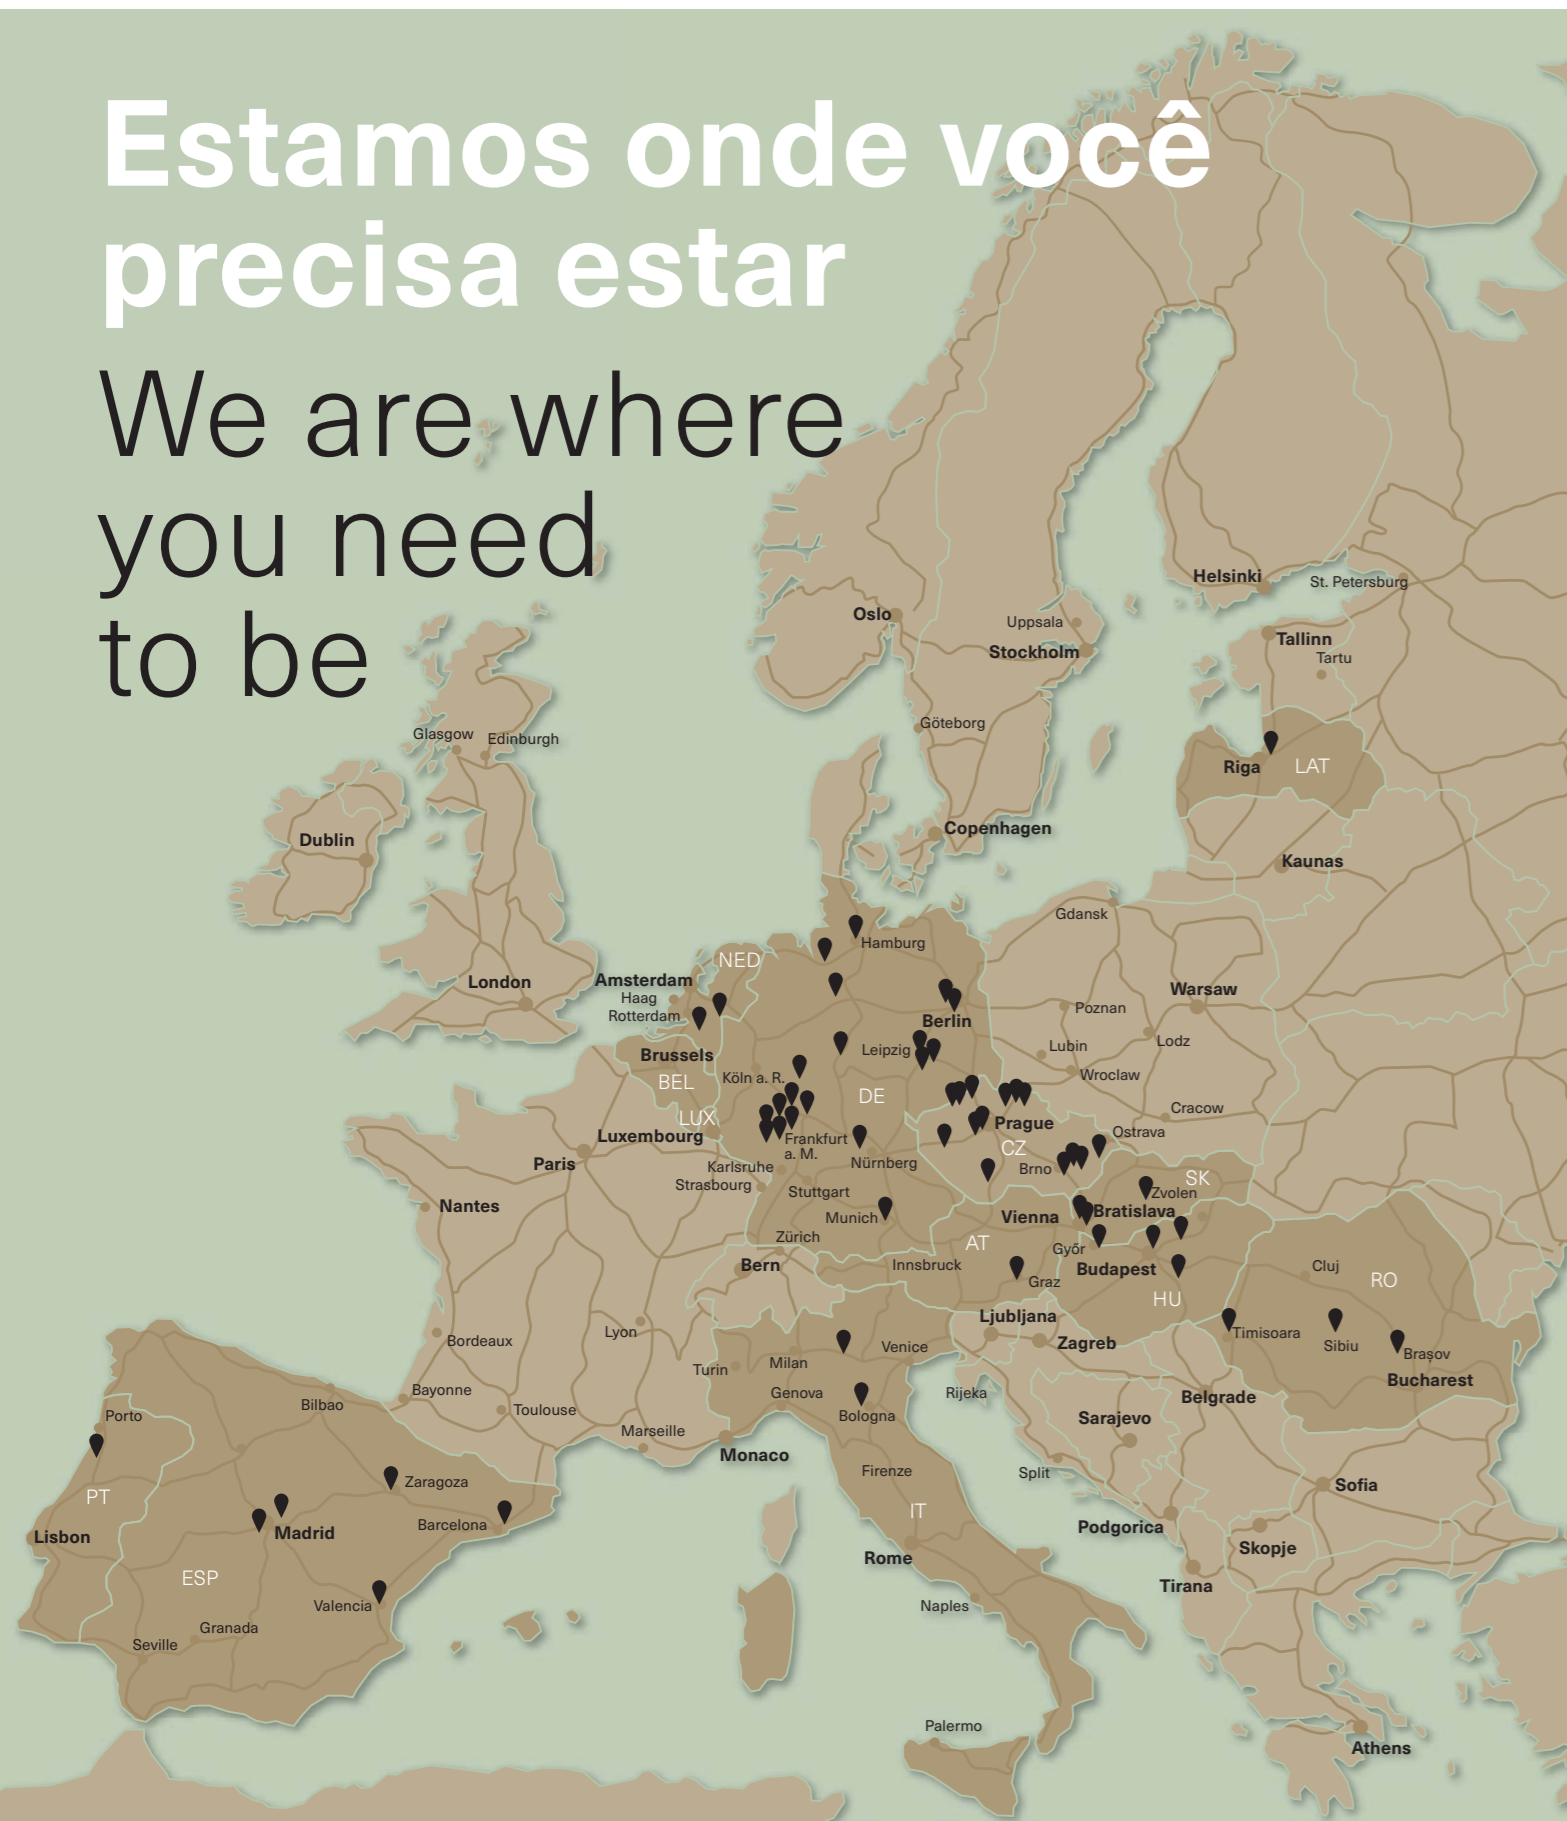 Estamos onde você
precisa estar
We are where
you need
to be
Helsinki
St. Petersburg
Oslo
Uppsala
Stockholm
Tallinn
Tartu
Göteborg
Glasgow
Edinburgh
Riga
LAT
Dublin
Copenhagen
Kaunas
Gdansk
Hamburg
NED
London
Amsterdam
Haag
Rotterdam
Warsaw
Poznan
Berlin
Lodz
Brussels
Leipzig
Lubin
BEL
Köln a. R.
Wroclaw
DE
LUX
Cracow
Luxembourg
Prague
Ostrava
Frankfurt
a. M.
CZ
Paris
Nürnberg
Karlsruhe
Brno
Strasbourg
SK
Stuttgart
Zvolen
Nantes
Munich
Vienna
Bratislava
Zürich
AT
Győr
Bern
Innsbruck
Budapest
Cluj
Graz
RO
HU
Ljubljana
Lyon
Bordeaux
Zagreb
Timisoara
Sibiu
Venice
Brașov
Turin
Milan
Bucharest
Bayonne
Genova
Rijeka
Belgrade
Bilbao
Toulouse
Porto
Bologna
Sarajevo
Marseille
Monaco
Firenze
Split
Zaragoza
Sofia
PT
IT
Lisbon
Madrid
Barcelona
Podgorica
Rome
Skopje
ESP
Tirana
Valencia
Naples
Granada
Seville
Palermo
Athens